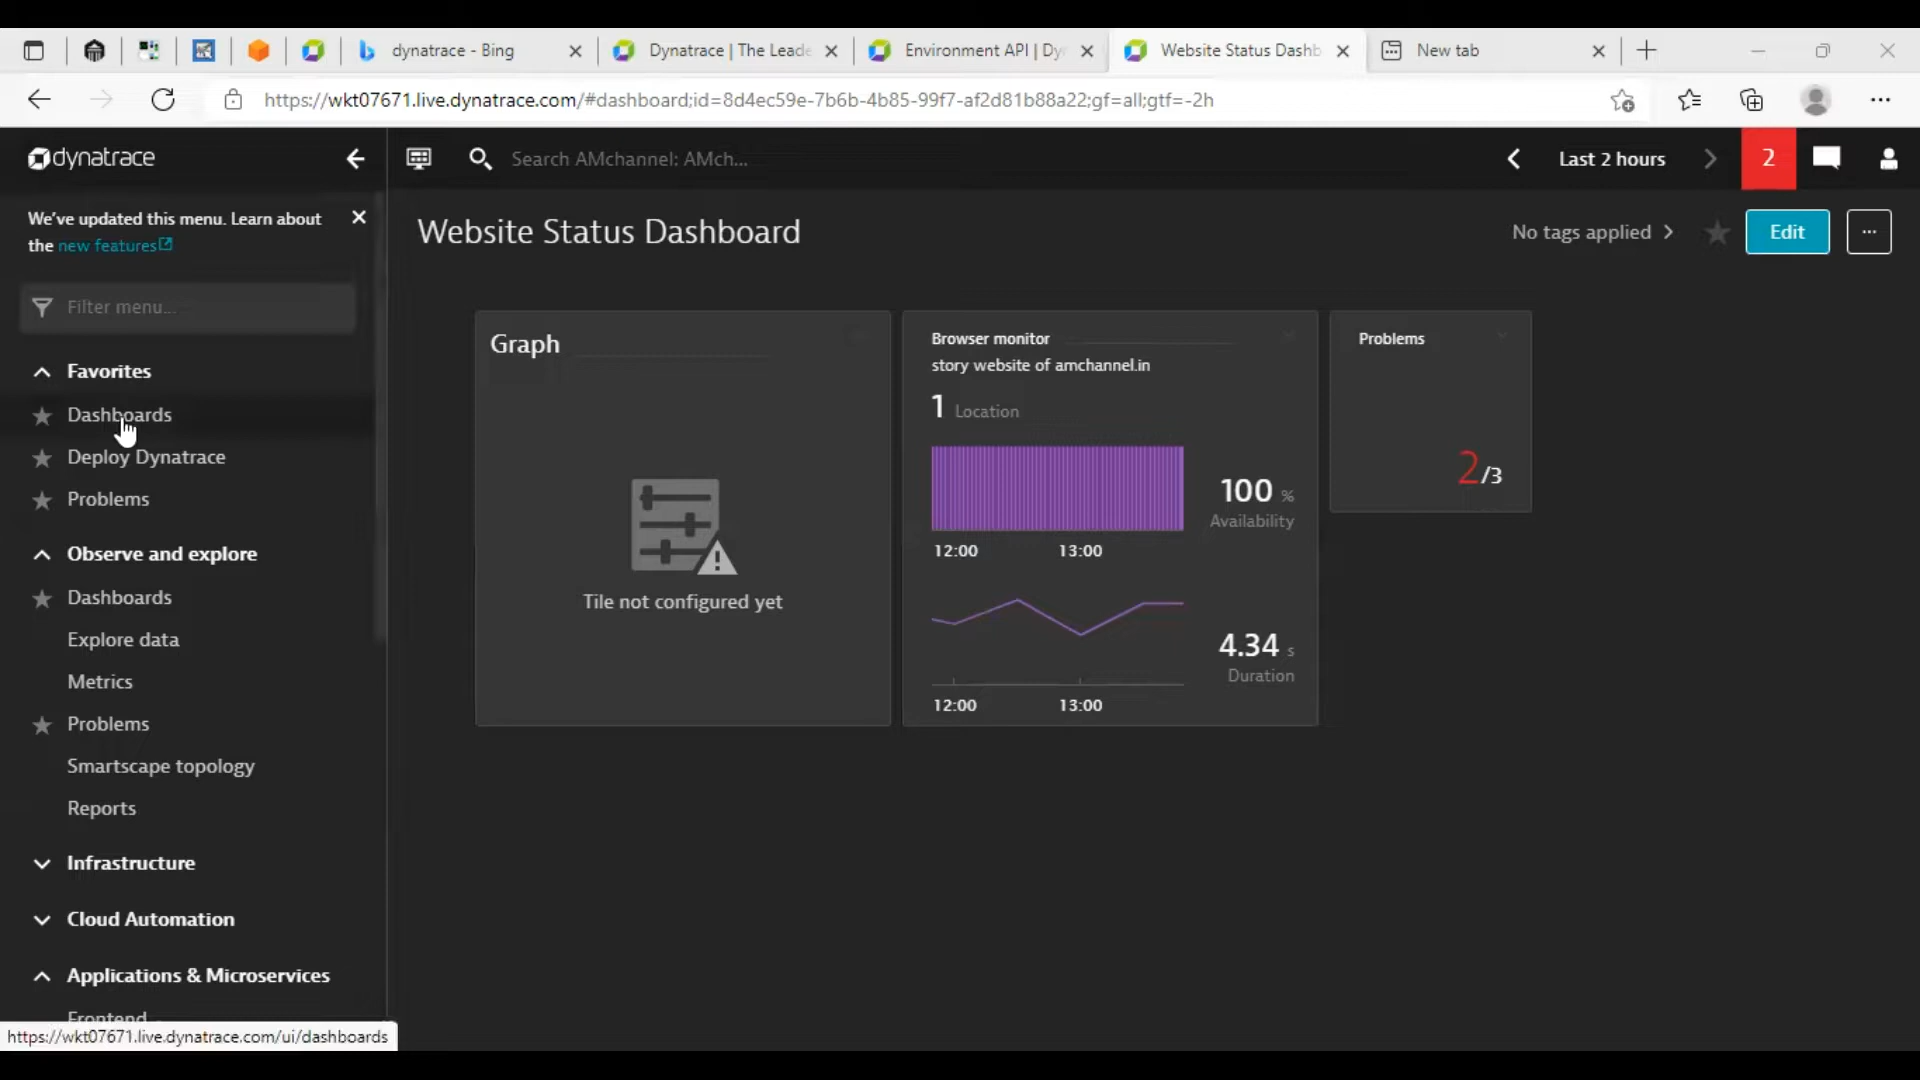 dynatrace - Bing
Dynatrace | The Leade
Environment API | Dyn
Website Status Dashb
New tab
https://wkt07671.live.dynatrace.com/#dashboard;id=8d4ec59e-7b6b-4b85-99f7-af2d81b88a22;gf=all;gtf=-2h
dynatrace
Search AMchannel: AMch...
Last 2 hours
2
We've updated this menu. Learn about
the new features
Filter menu...
Favorites
Dashboards
Deploy Dynatrace
Problems
Observe and explore
Dashboards
Explore data
Metrics
Problems
Smartscape topology
Reports
Infrastructure
Cloud Automation
Applications & Microservices
Frontend
https://wkt07671.live.dynatrace.com/ui/dashboards
Website Status Dashboard
No tags applied
Edit
...
Graph
Tile not configured yet
Browser monitor
story website of amchannel.in
1 Location
100 %
Availability
12:00 13:00
4.34 s
Duration
12:00 13:00
Problems
2/3